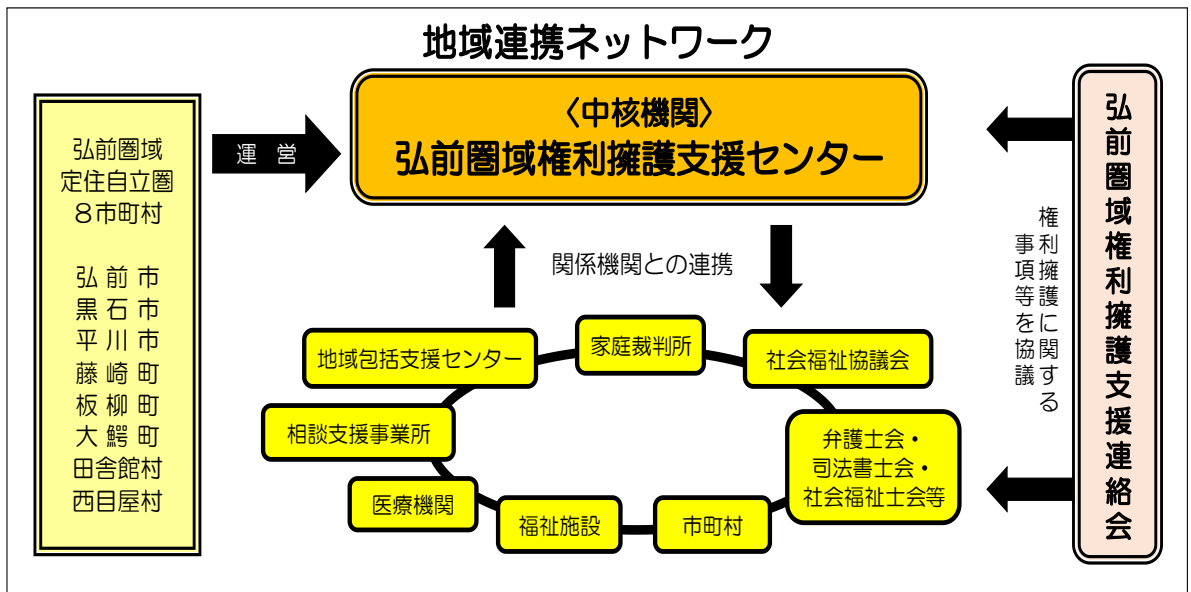 地域連携ネットワーク
弘前圏域
定住自立圏
８市町村
弘前市
黒石市
平川市
藤崎町
板柳町
大鰐町
田舎館村
西目屋村
運営
〈中核機関〉
弘前圏域権利擁護支援センター
関係機関との連携
地域包括支援センター
家庭裁判所
社会福祉協議会
相談支援事業所
弁護士会・
司法書士会・
社会福祉士会等
医療機関
福祉施設
市町村
権利擁護に関する
事項等を協議
弘前圏域権利擁護支援連絡会